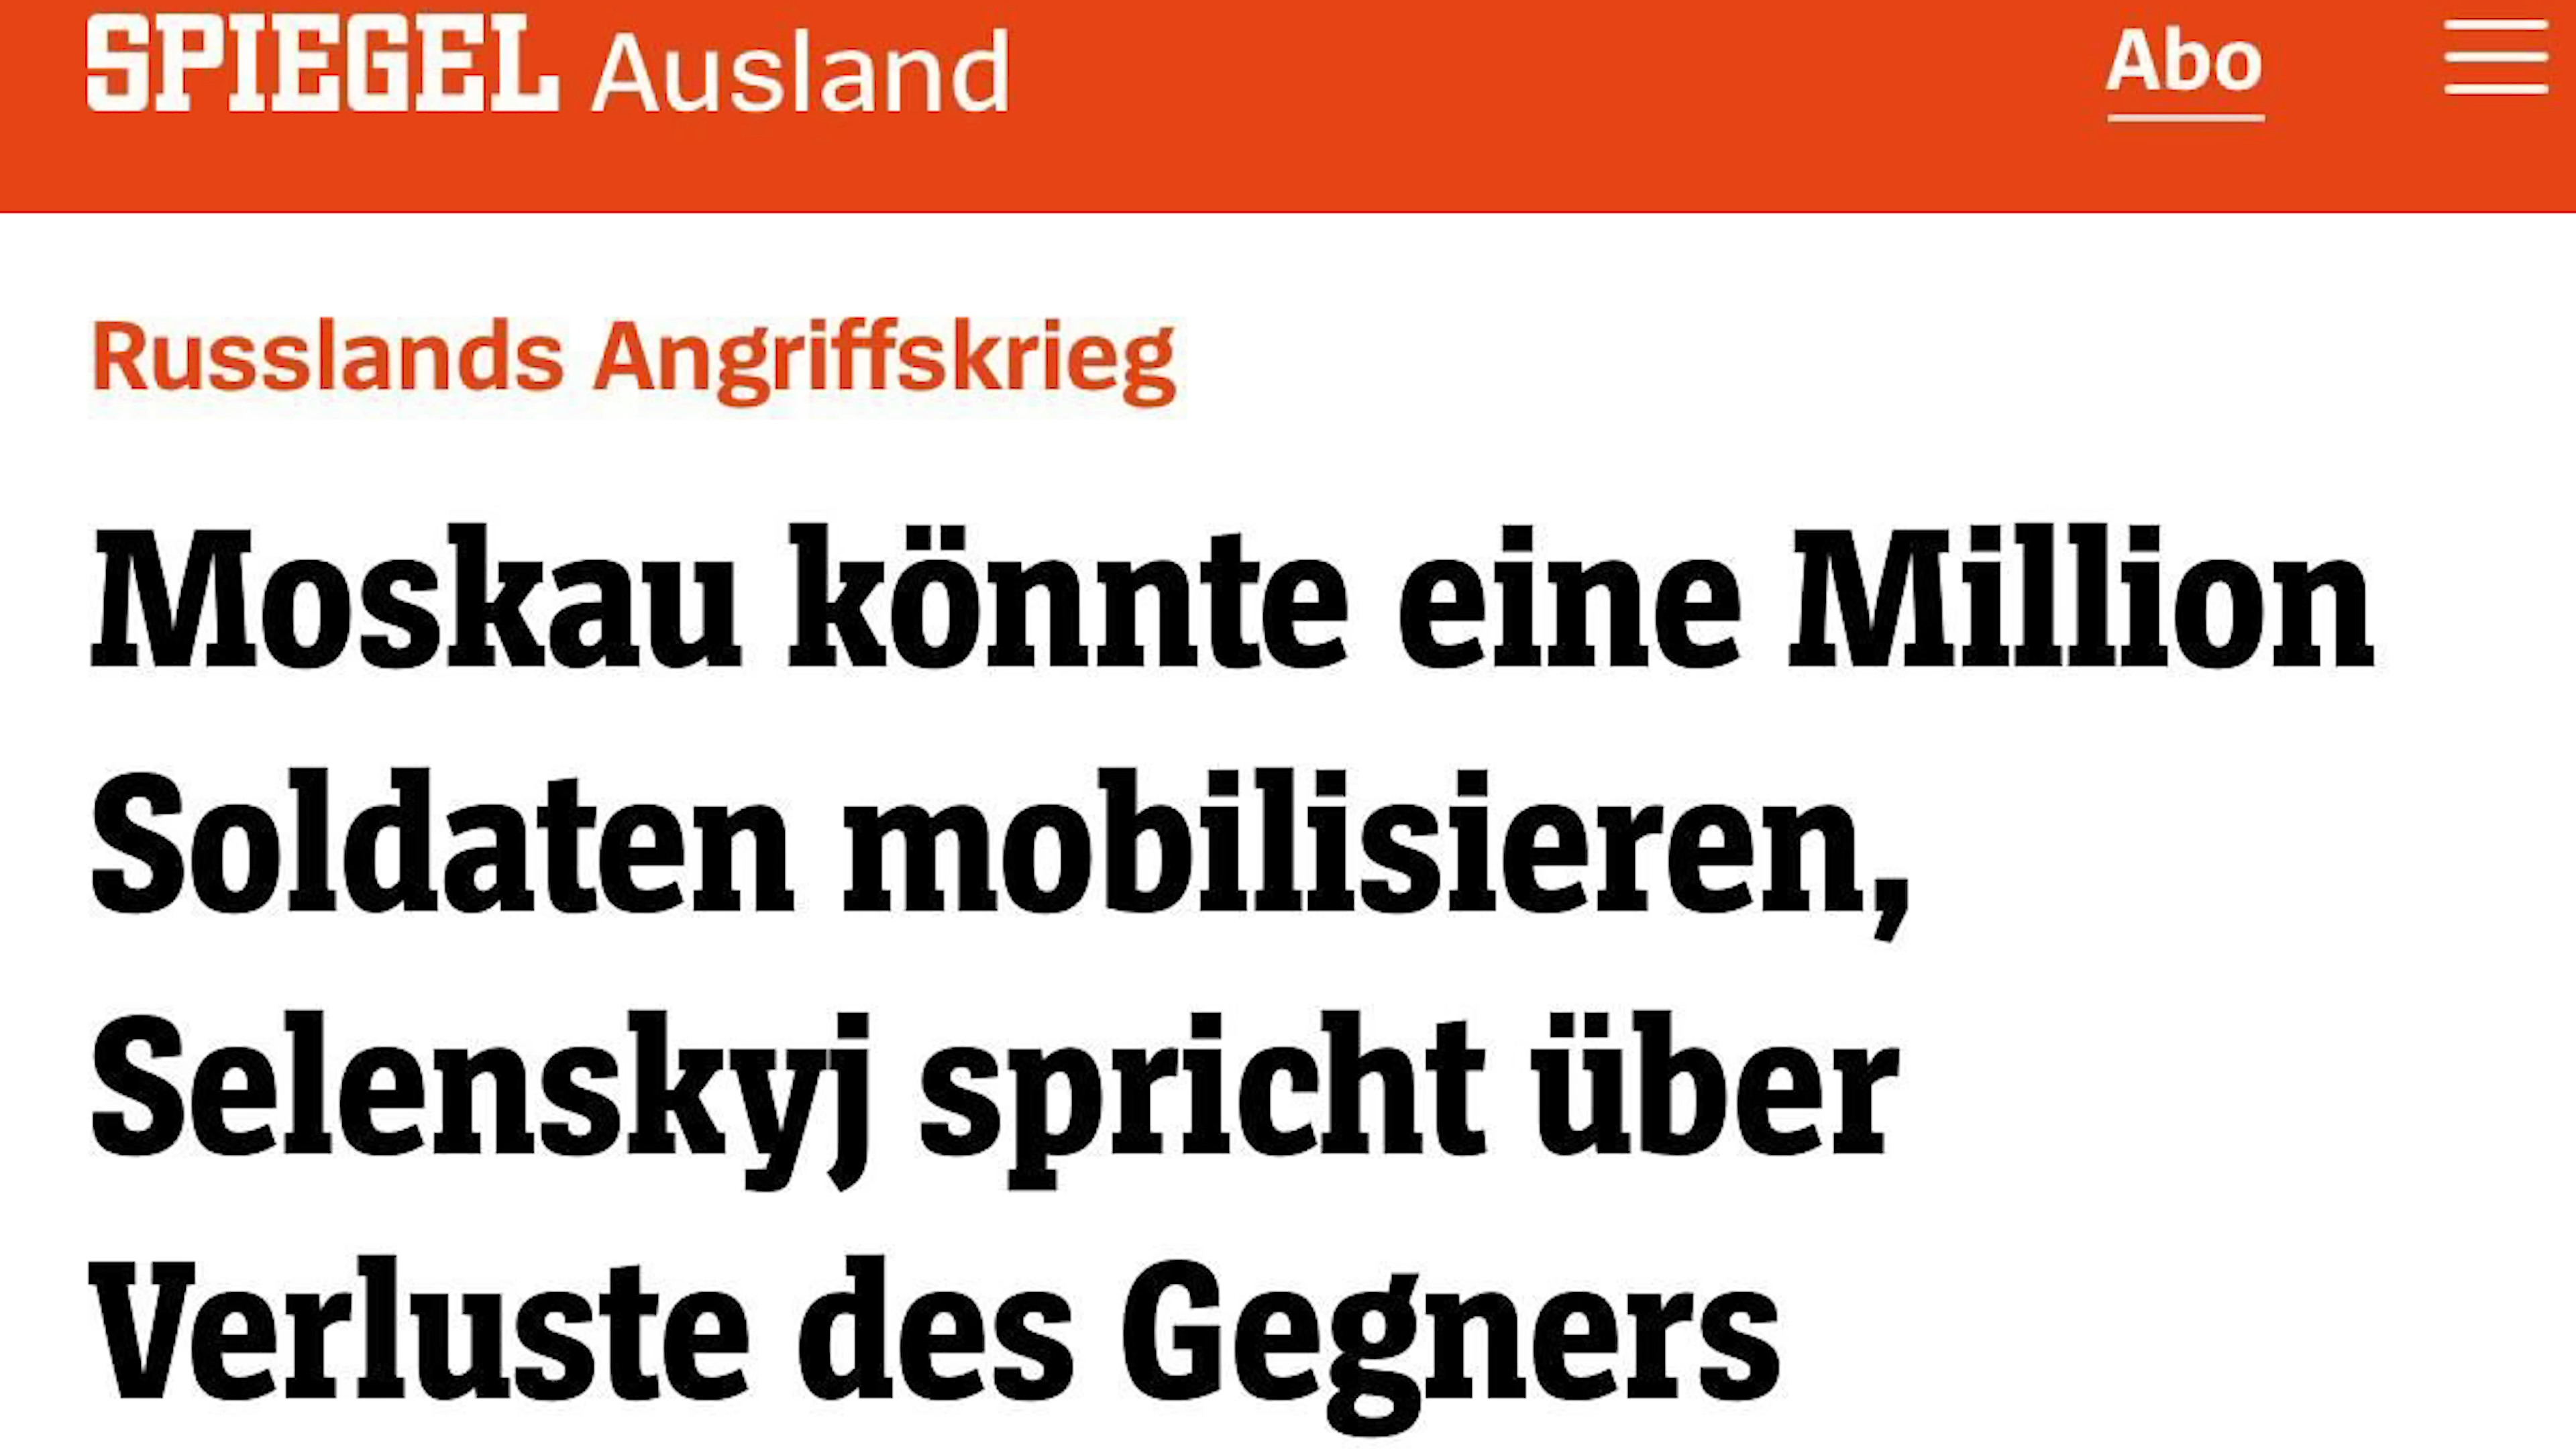 SPIEGEL Ausland
Abo
Russlands Angriffskrieg
Moskau könnte eine Million
Soldaten mobilisieren,
Selenskyj spricht über
Verluste des Gegners